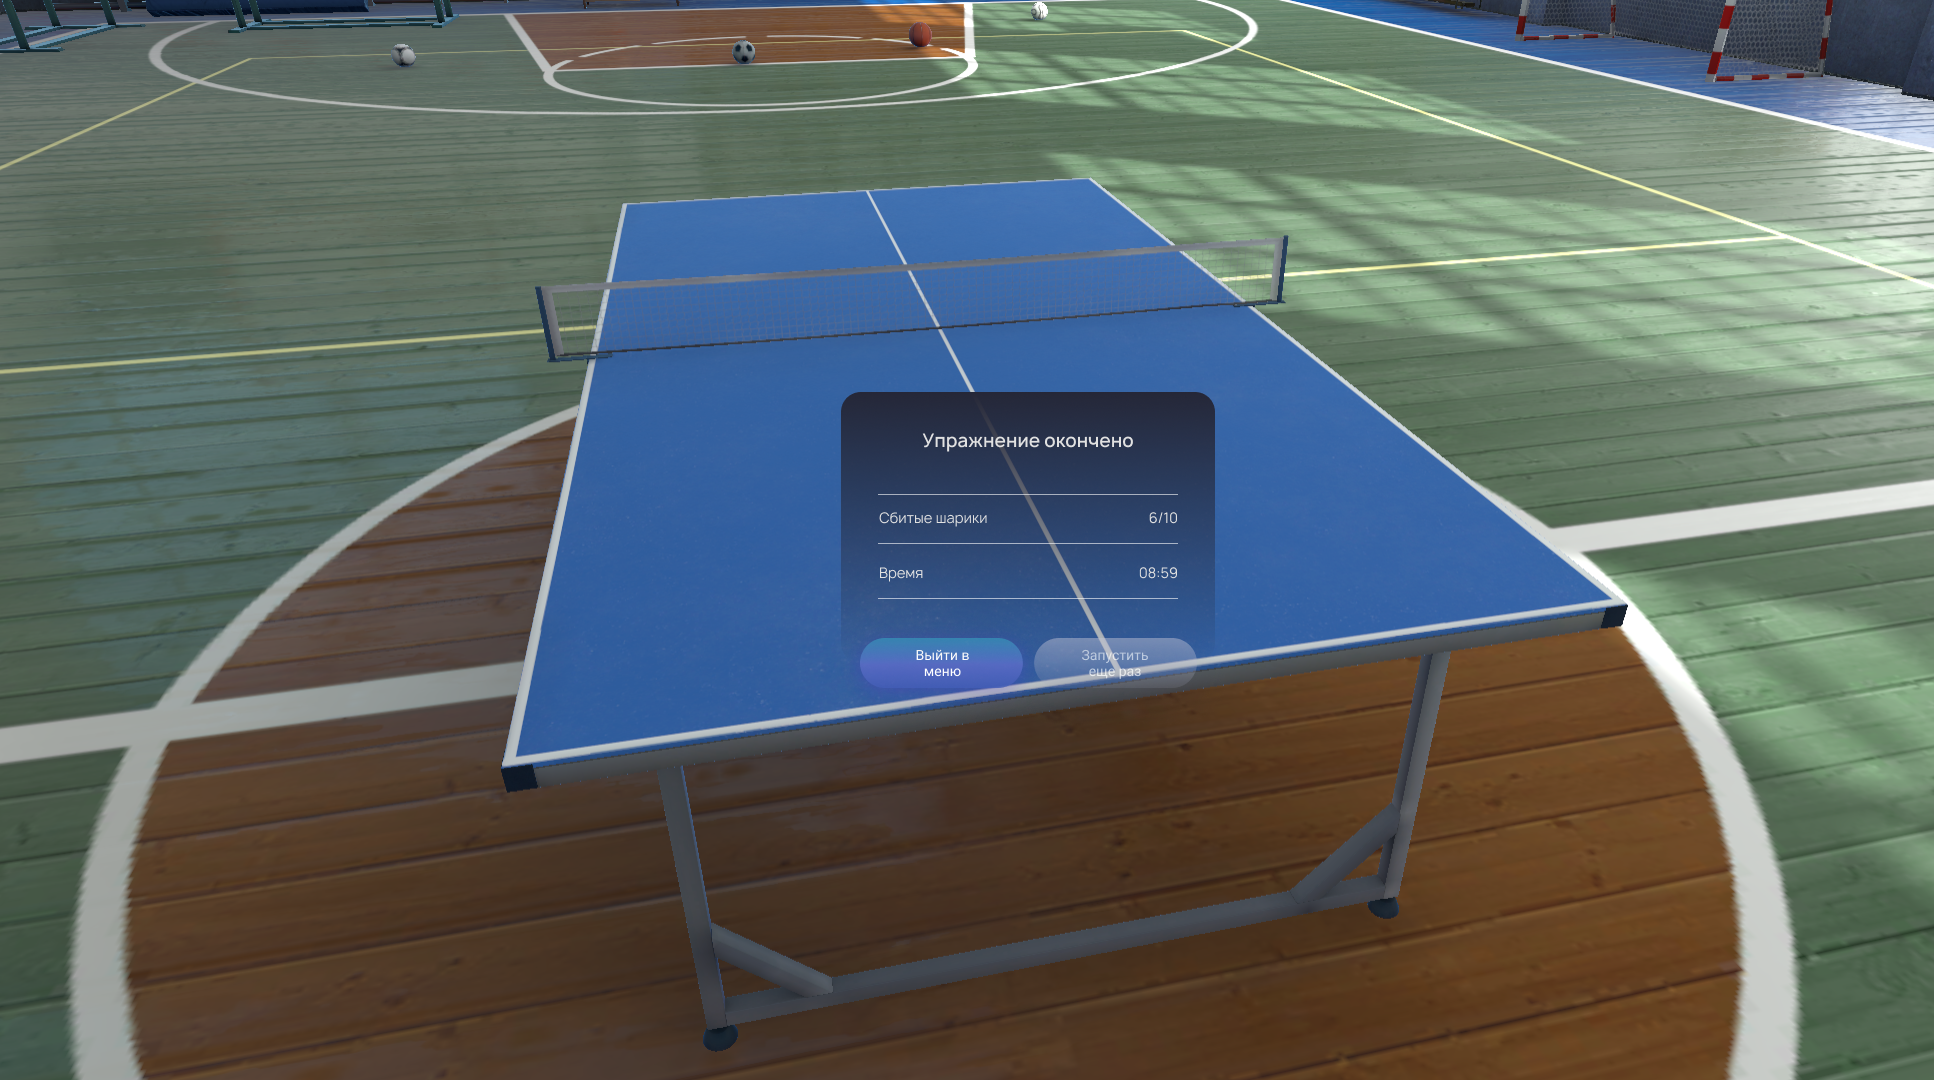 Упражнение окончено
Сбитые шарики 6/10
Время 08:59
Выйти в
меню
Запустить
еще раз